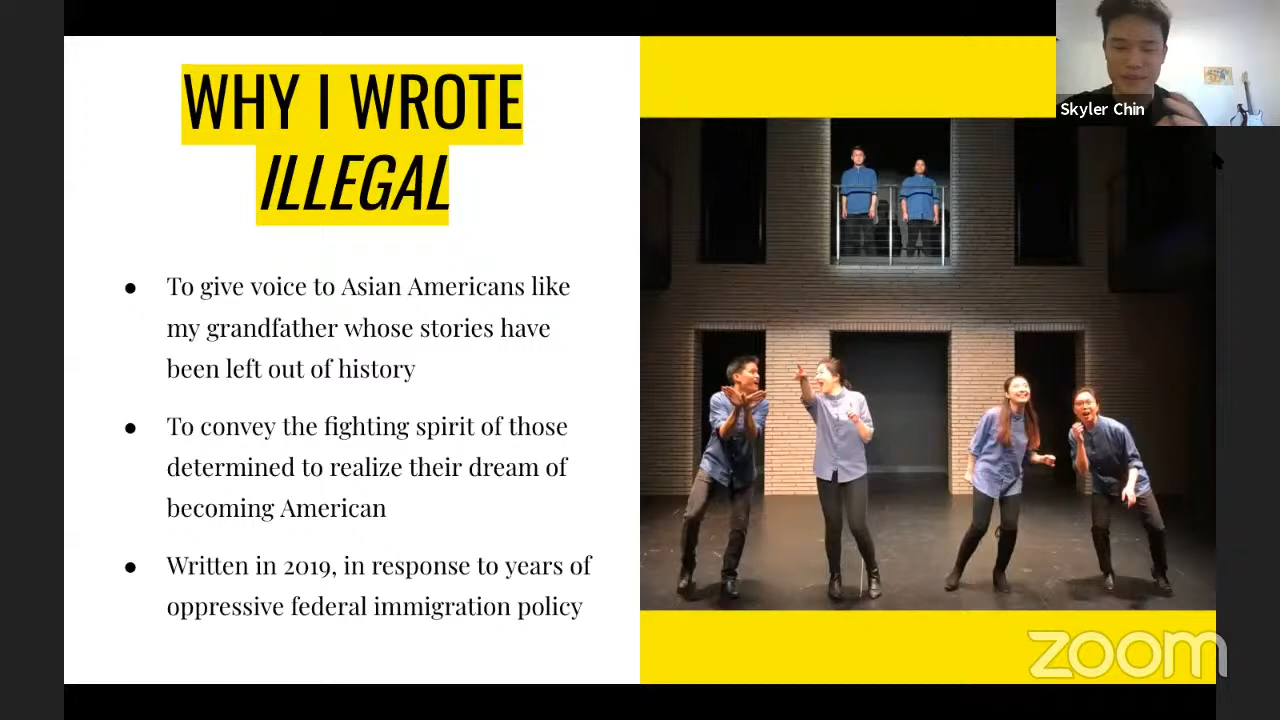 WHY I WROTE
ILLEGAL
● To give voice to Asian Americans like
my grandfather whose stories have
been left out of history
● To convey the fighting spirit of those
determined to realize their dream of
becoming American
● Written in 2019, in response to years of
oppressive federal immigration policy
Skyler Chin
zoom